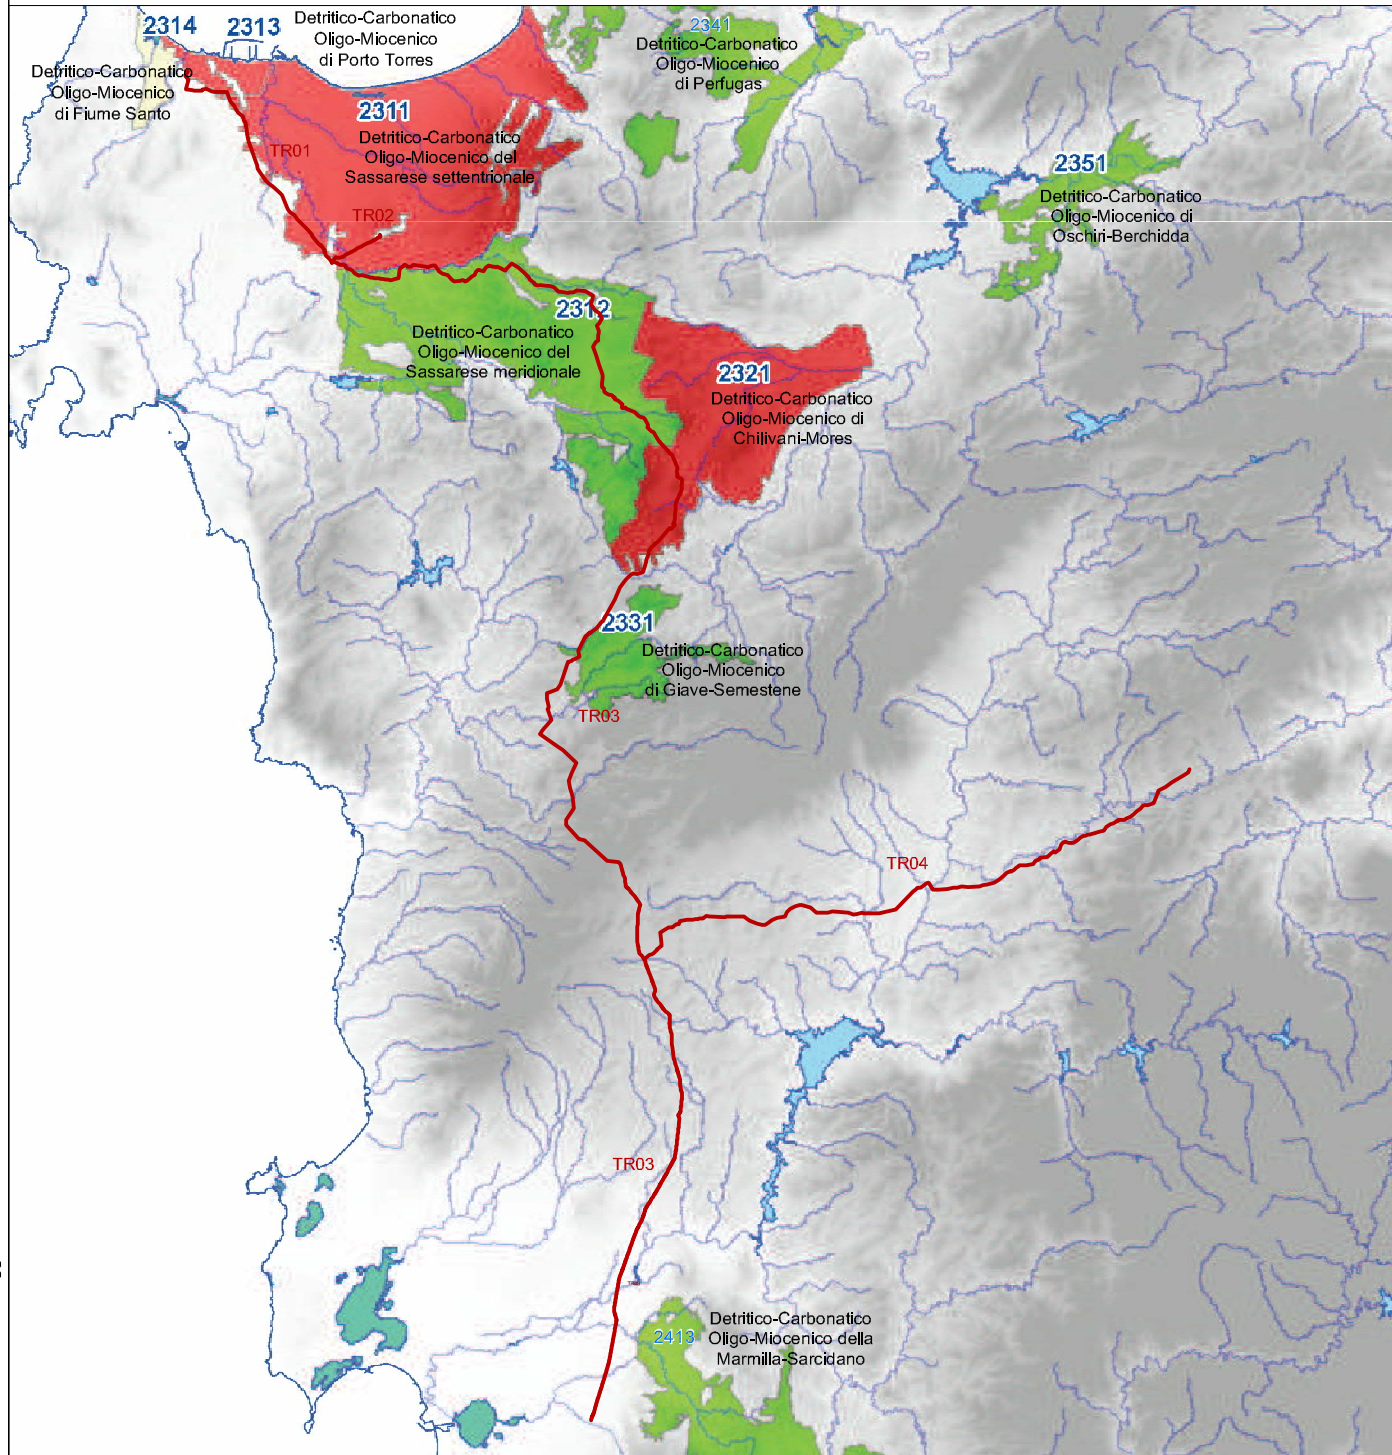 2314
2313
Detritico-Carbonatico
Oligo-Miocenico
di Porto Torres
2341
Detritico-Carbonatico
Oligo-Miocenico
di Perfugas
Detritico-Carbonatico
Oligo-Miocenico
di Fiume Santo
2311
Detritico-Carbonatico
Oligo-Miocenico del
Sassarese settentrionale
TR01
TR02
2351
Detritico-Carbonatico
Oligo-Miocenico di
Oschiri-Berchidda
2312
Detritico-Carbonatico
Oligo-Miocenico del
Sassarese meridionale
2321
Detritico-Carbonatico
Oligo-Miocenico di
Chilivani-Mores
2331
Detritico-Carbonatico
Oligo-Miocenico
di Giave-Semestene
TR03
TR04
TR03
2413
Detritico-Carbonatico
Oligo-Miocenico della
Marmilla-Sarcidano